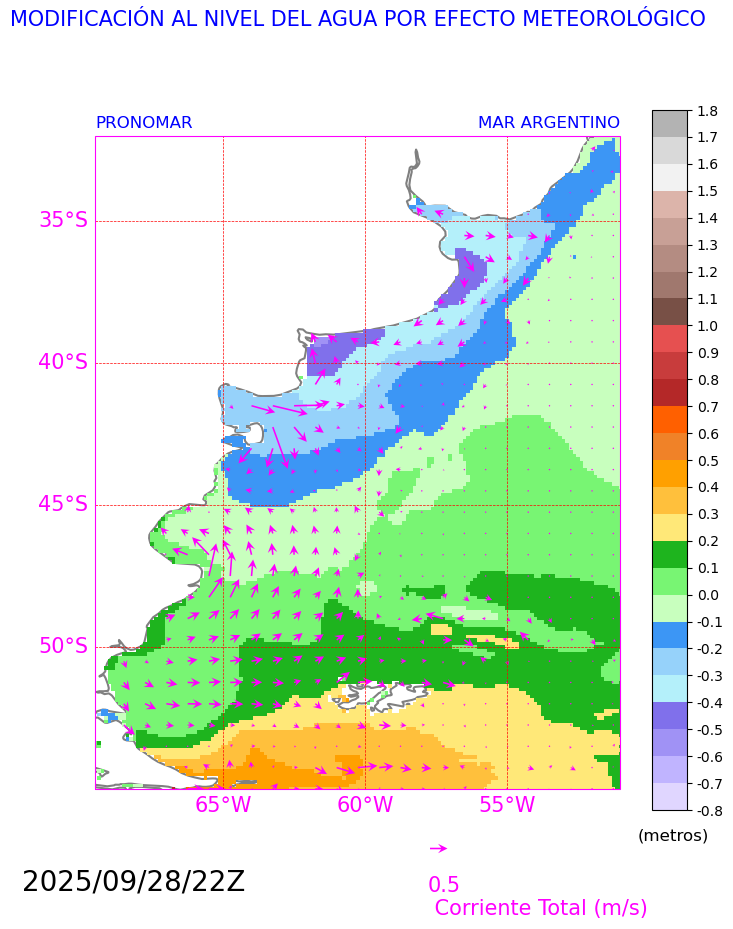 MODIFICACIÓN AL NIVEL DEL AGUA POR EFECTO METEOROLÓGICO
PRONOMAR
MAR ARGENTINO
35°S
40°S
45°S
50°S
65°W
60°W
55°W
1.8
1.7
1.6
1.5
1.4
1.3
1.2
1.1
1.0
0.9
0.8
0.7
0.6
0.5
0.4
0.3
0.2
0.1
0.0
-0.1
-0.2
-0.3
-0.4
-0.5
-0.6
-0.7
-0.8
(metros)
2025/09/28/22Z
0.5
Corriente Total (m/s)